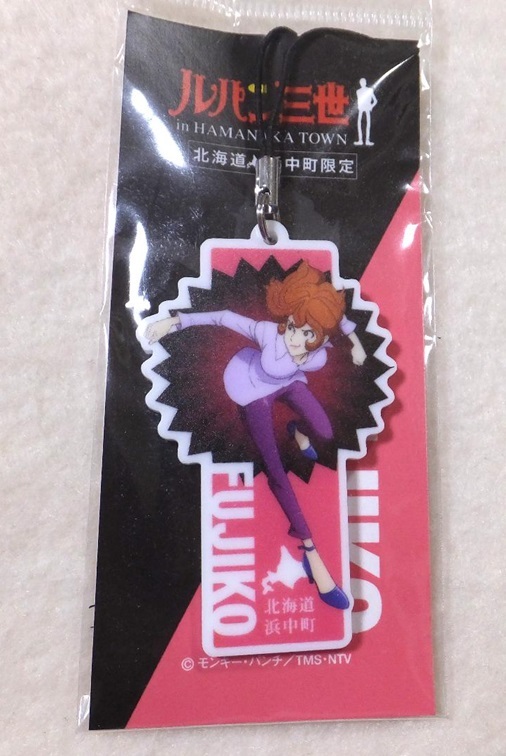 ルパン三世
in HAMANAKA TOWN
北海道 中町限定
FUJIKO
北海道
浜中町
© モンキー・パンチ/TMS・NTV